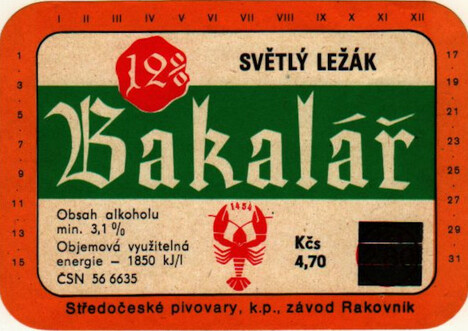 I II III IV V VI VII VIII IX X XI XII
12%
SVĚTLÝ LEŽÁK
Bakalář
1 3 5 7 9 11 13 15
17 19 21 23 25 27 29 31
Obsah alkoholu
min. 3,1 %
Objemová využitelná
energie – 1850 kJ/l
ČSN 56 6635
1454
Kčs
4,70
Středočeské pivovary, k.p., závod Rakovník